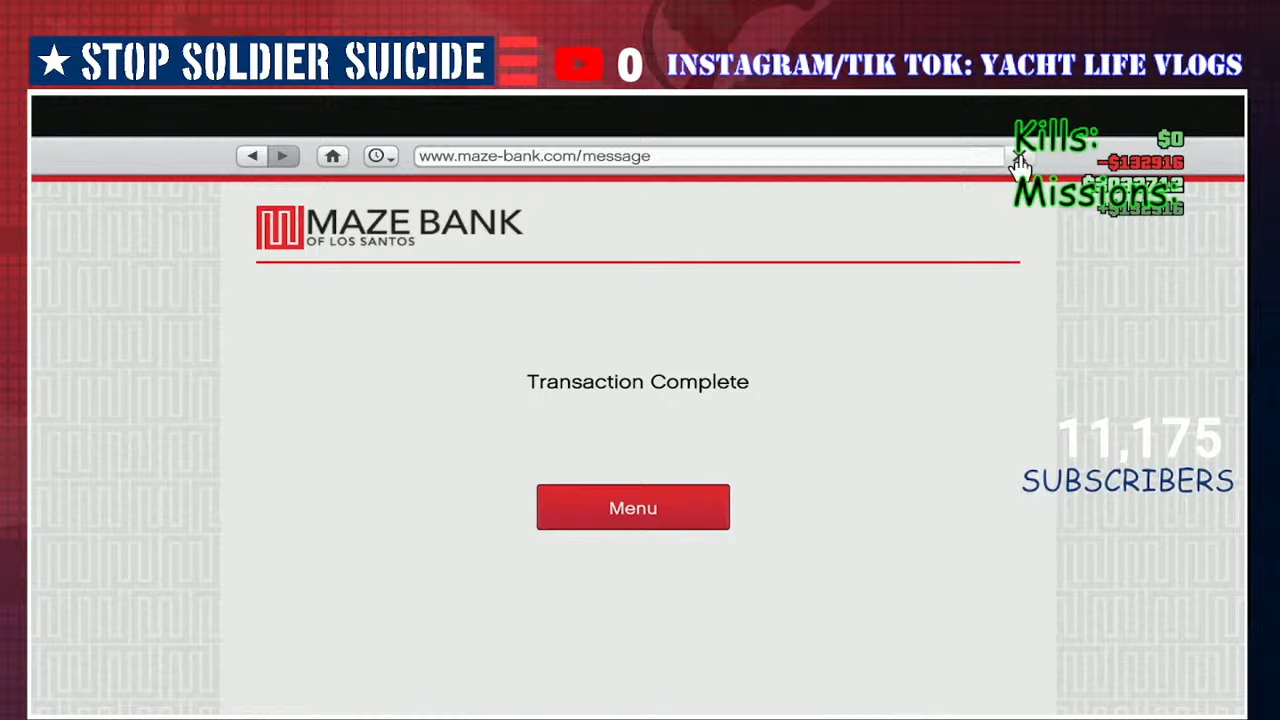 ★ STOP SOLDIER SUICIDE
0
INSTAGRAM/TIK TOK: YACHT LIFE VLOGS
www.maze-bank.com/message
Kills:
$0
-$132916
Missions:
+$132916
MAZE BANK
OF LOS SANTOS
Transaction Complete
11,175
SUBSCRIBERS
Menu